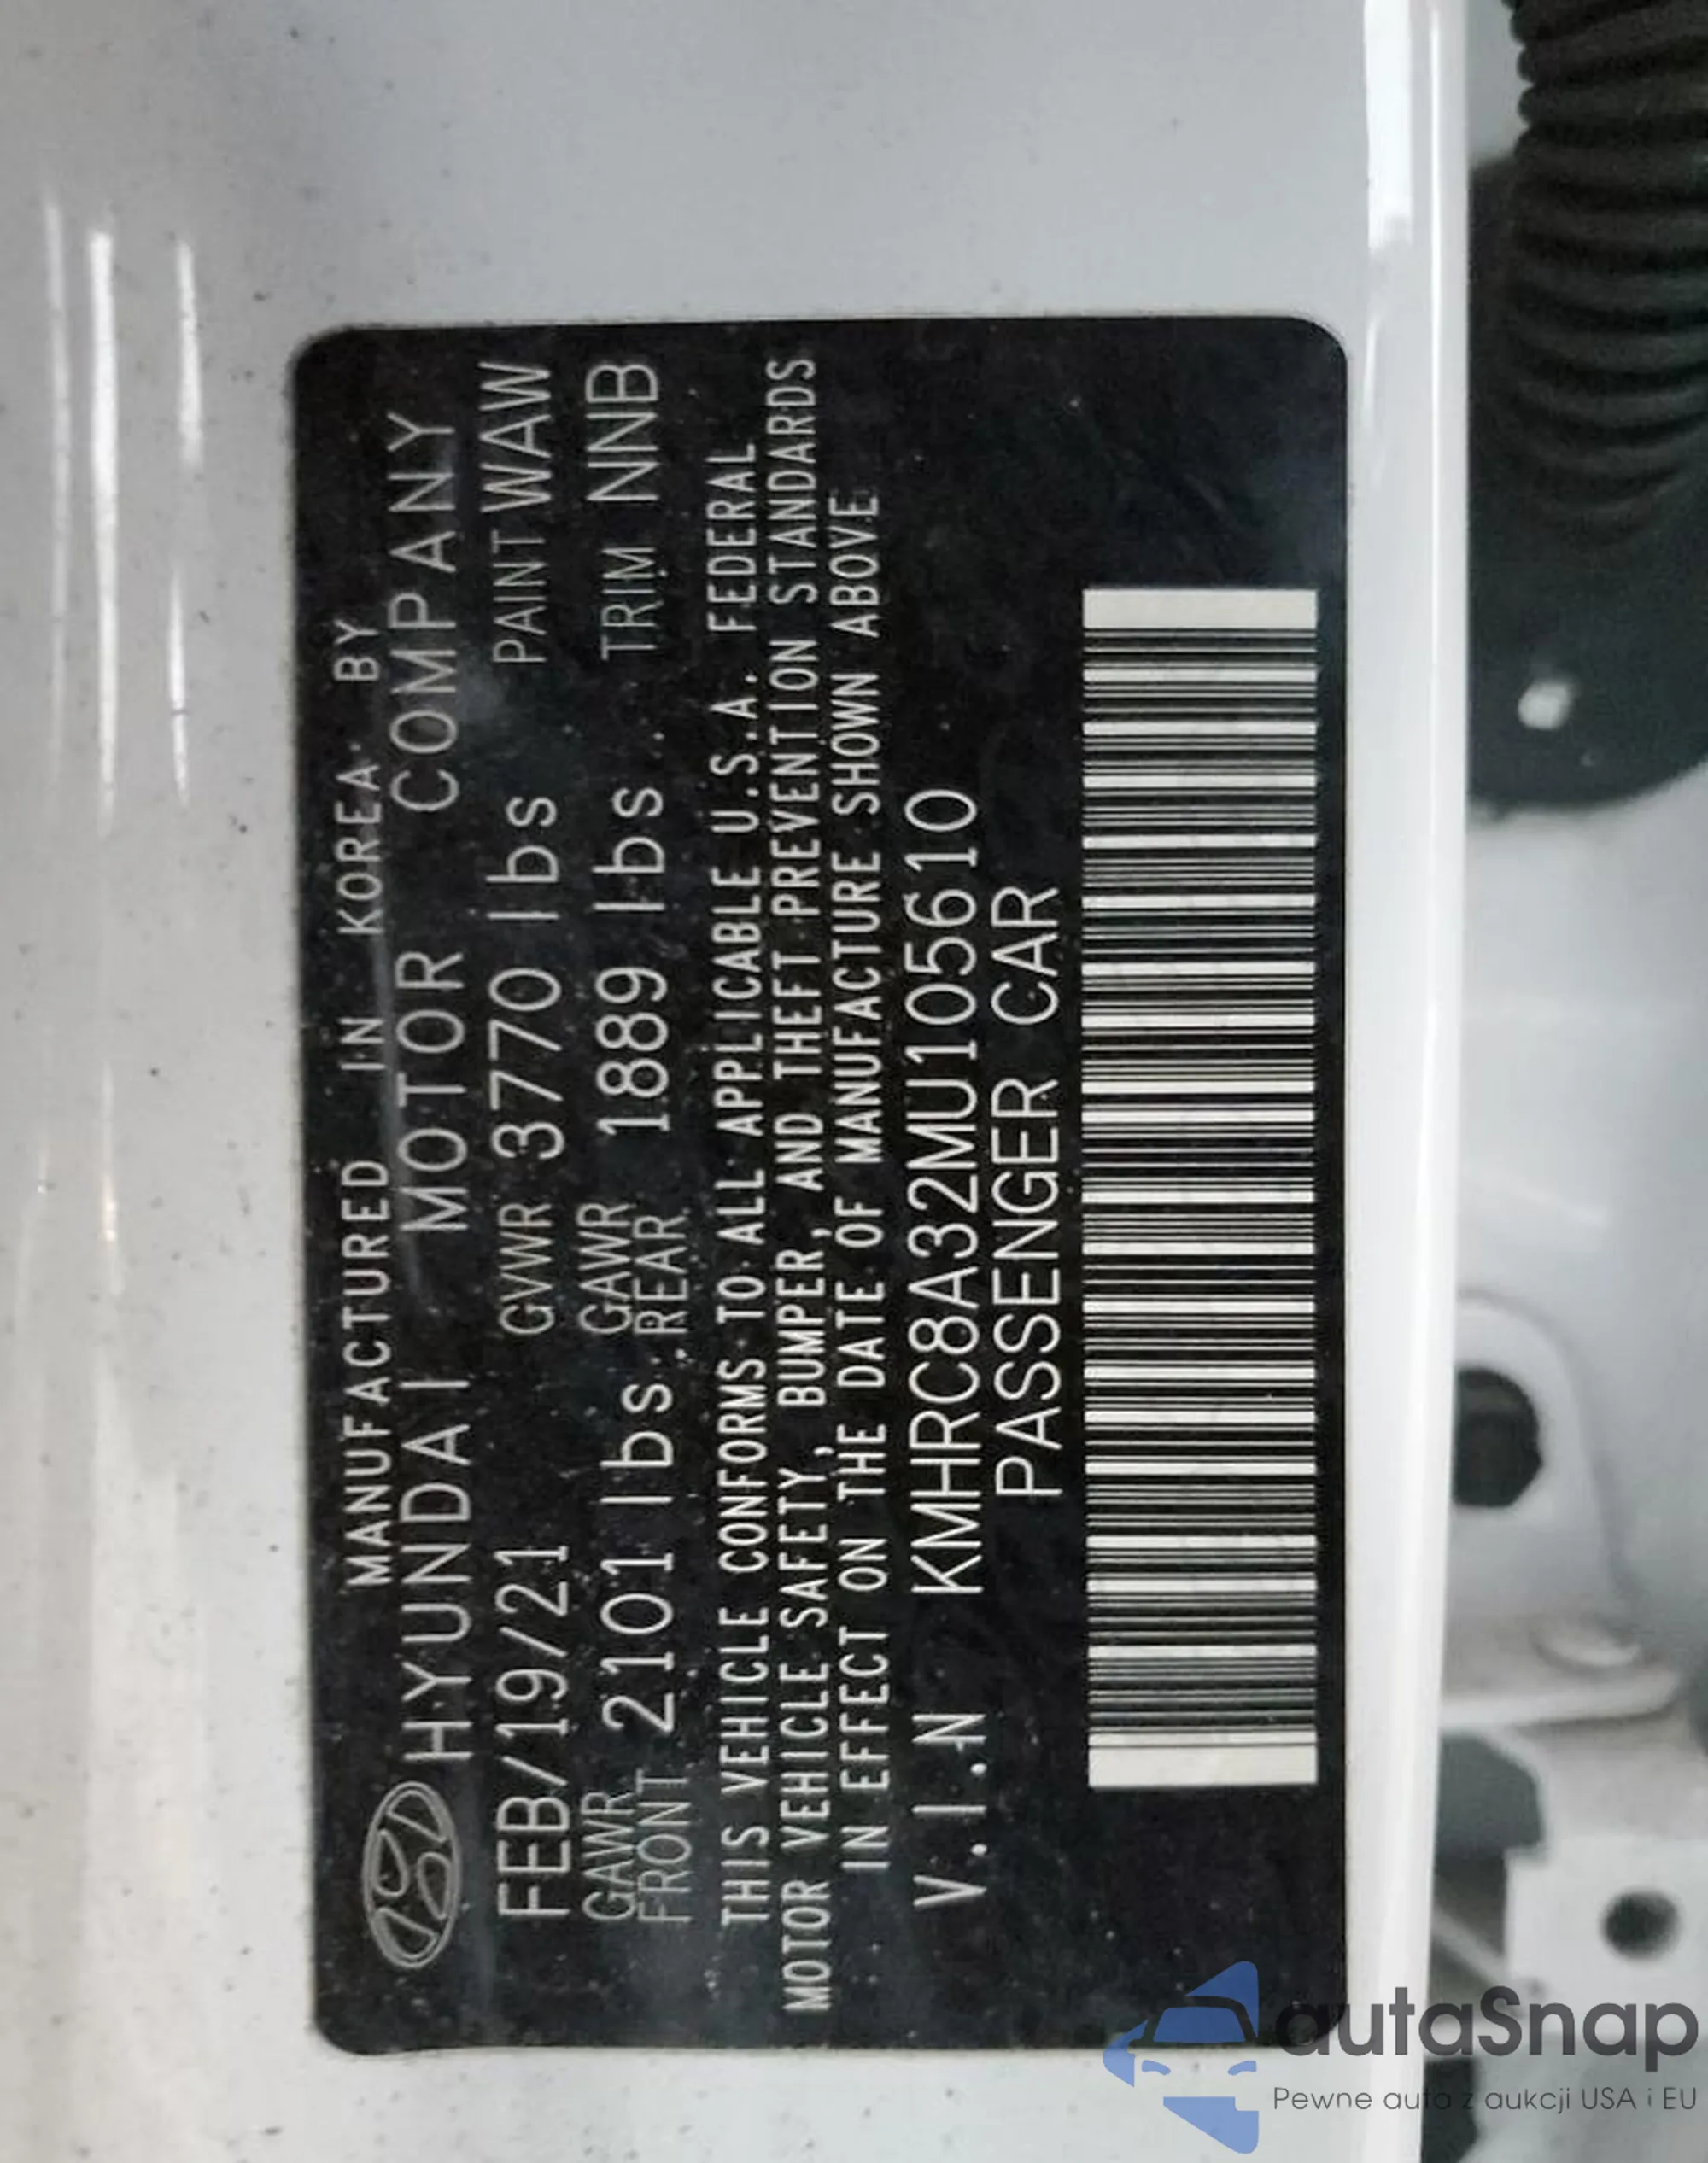 MANUFACTURED IN KOREA BY
HYUNDAI MOTOR COMPANY
FEB/19/21 GVWR 3770 lbs PAINT WAW
GAWR FRONT 2101 lbs. GAWR REAR 1889 lbs.. TRIM NNB
THIS VEHICLE CONFORMS TO ALL APPLICABLE U.S.A. FEDERAL
MOTOR VEHICLE SAFETY, BUMPER, AND THEFT PREVENTION STANDARDS
IN EFFECT ON THE DATE OF MANUFACTURE SHOWN ABOVE
V.I.N KMHRC8A32MU105610
PASSENGER CAR
autaSnap
Pewne auto z aukcji USA i EU